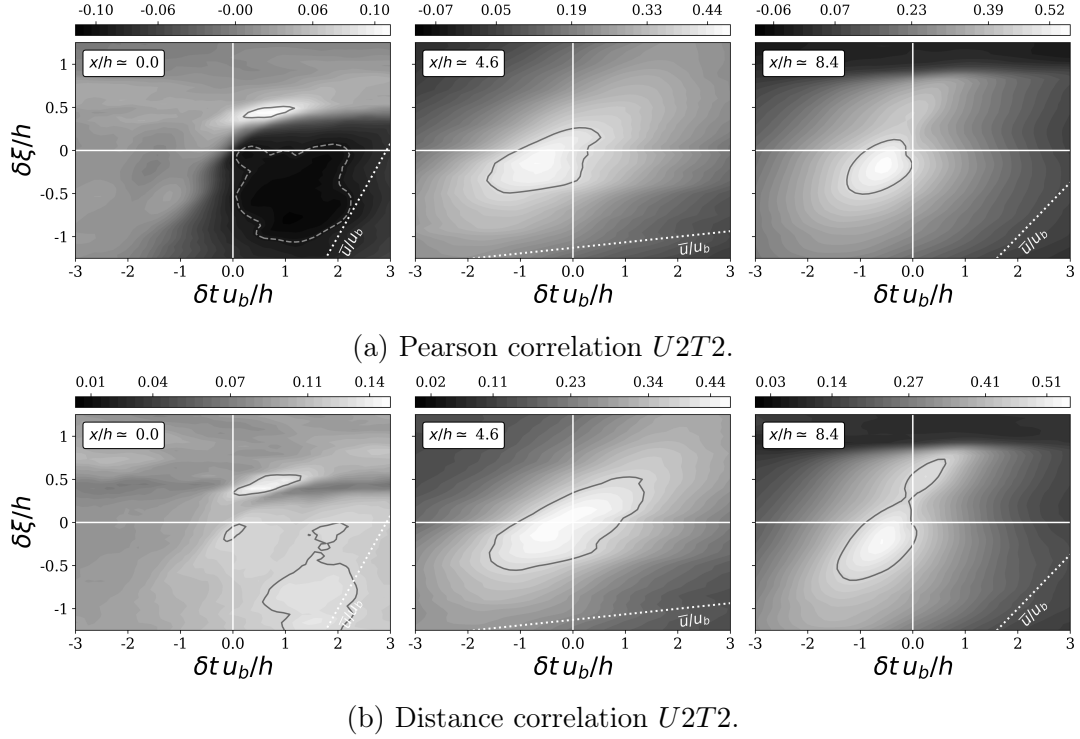 -0.10 -0.06 -0.00 0.06 0.10 -0.07 0.05 0.19 0.33 0.44 -0.06 0.07 0.23 0.39 0.52
x/h ≃ 0.0 x/h ≃ 4.6 x/h ≃ 8.4
1
0.5
0
-0.5
-1
δξ/h
u̅/u_b u̅/u_b u̅/u_b
-3 -2 -1 0.0 1 2 3 -3 -2 -1 0.0 1 2 3 -3 -2 -1 0.0 1 2 3
δt u_b/h δt u_b/h δt u_b/h
(a) Pearson correlation U2T2.
0.01 0.04 0.07 0.11 0.14 0.02 0.11 0.23 0.34 0.44 0.03 0.14 0.27 0.41 0.51
x/h ≃ 0.0 x/h ≃ 4.6 x/h ≃ 8.4
1
0.5
0
-0.5
-1
δξ/h
u̅/u_b u̅/u_b u̅/u_b
-3 -2 -1 0.0 1 2 3 -3 -2 -1 0.0 1 2 3 -3 -2 -1 0.0 1 2 3
δt u_b/h δt u_b/h δt u_b/h
(b) Distance correlation U2T2.